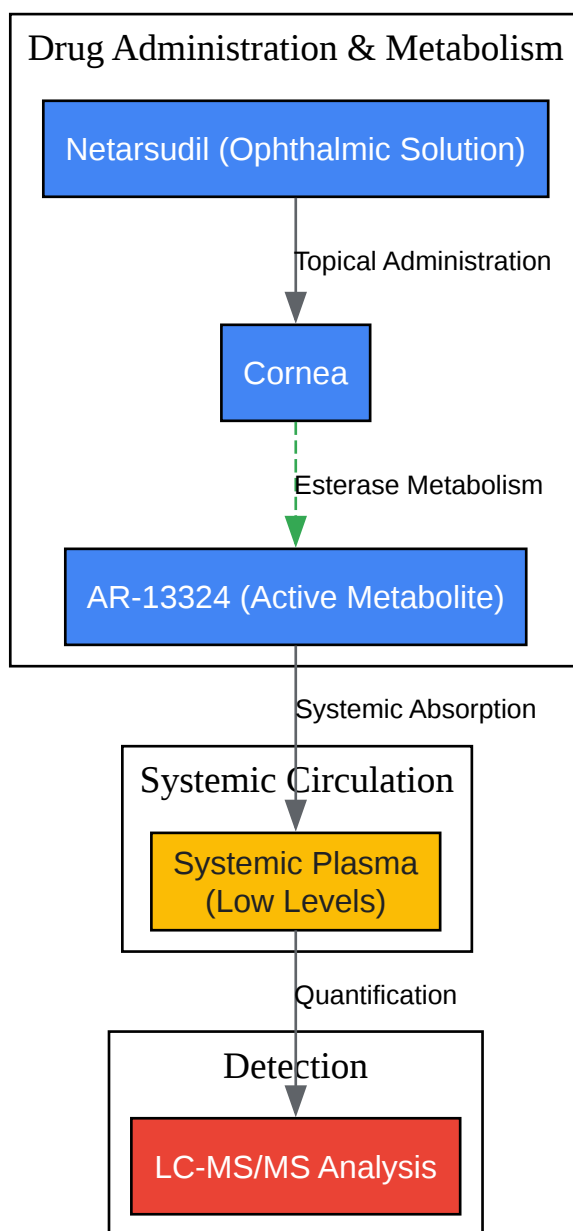 Drug Administration & Metabolism
Netarsudil (Ophthalmic Solution)
Topical Administration
Cornea
Esterase Metabolism
AR-13324 (Active Metabolite)
Systemic Absorption
Systemic Circulation
Systemic Plasma
(Low Levels)
Quantification
Detection
LC-MS/MS Analysis